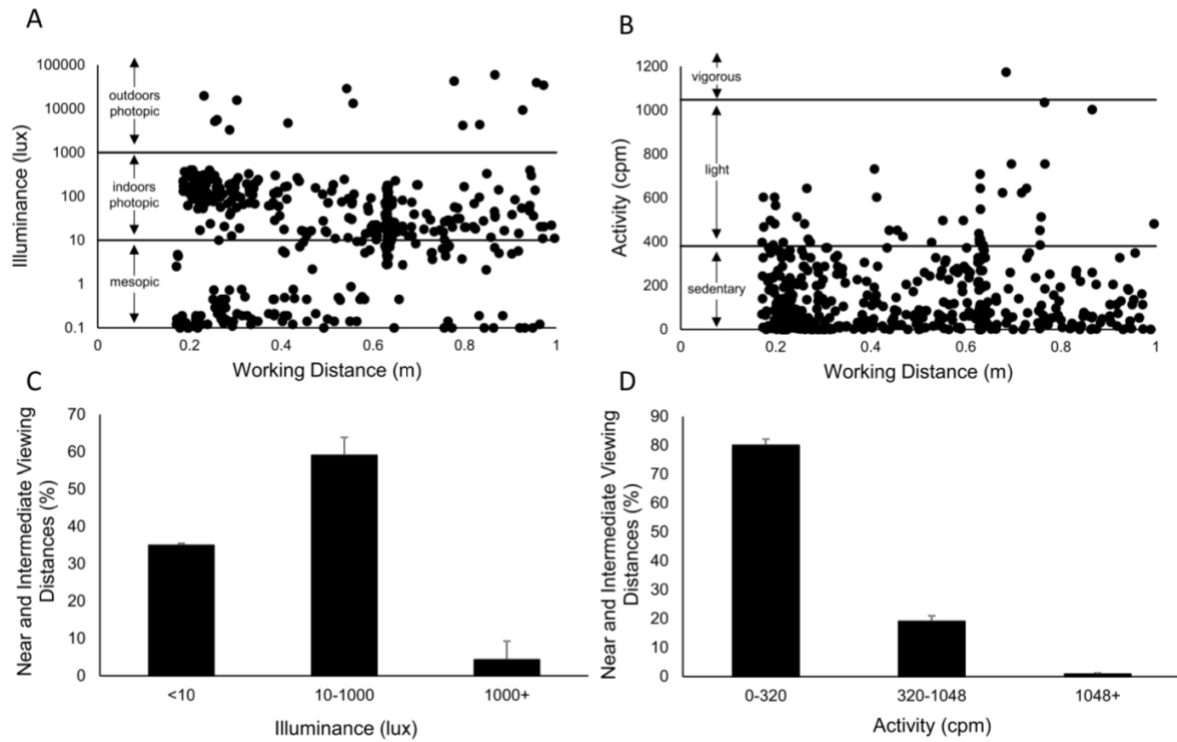 A
B
Illuminance (lux)
100000
10000
1000
100
10
1
0.1
outdoors
photopic
indoors
photopic
mesopic
0
0.2
0.4
0.6
0.8
1
Working Distance (m)
Activity (cpm)
1200
1000
800
600
400
200
0
vigorous
light
sedentary
0
0.2
0.4
0.6
0.8
1
Working Distance (m)
C
D
Near and Intermediate Viewing
Distances (%)
70
60
50
40
30
20
10
0
<10
10-1000
1000+
Illuminance (lux)
Near and Intermediate Viewing
Distances (%)
90
80
70
60
50
40
30
20
10
0
0-320
320-1048
1048+
Activity (cpm)